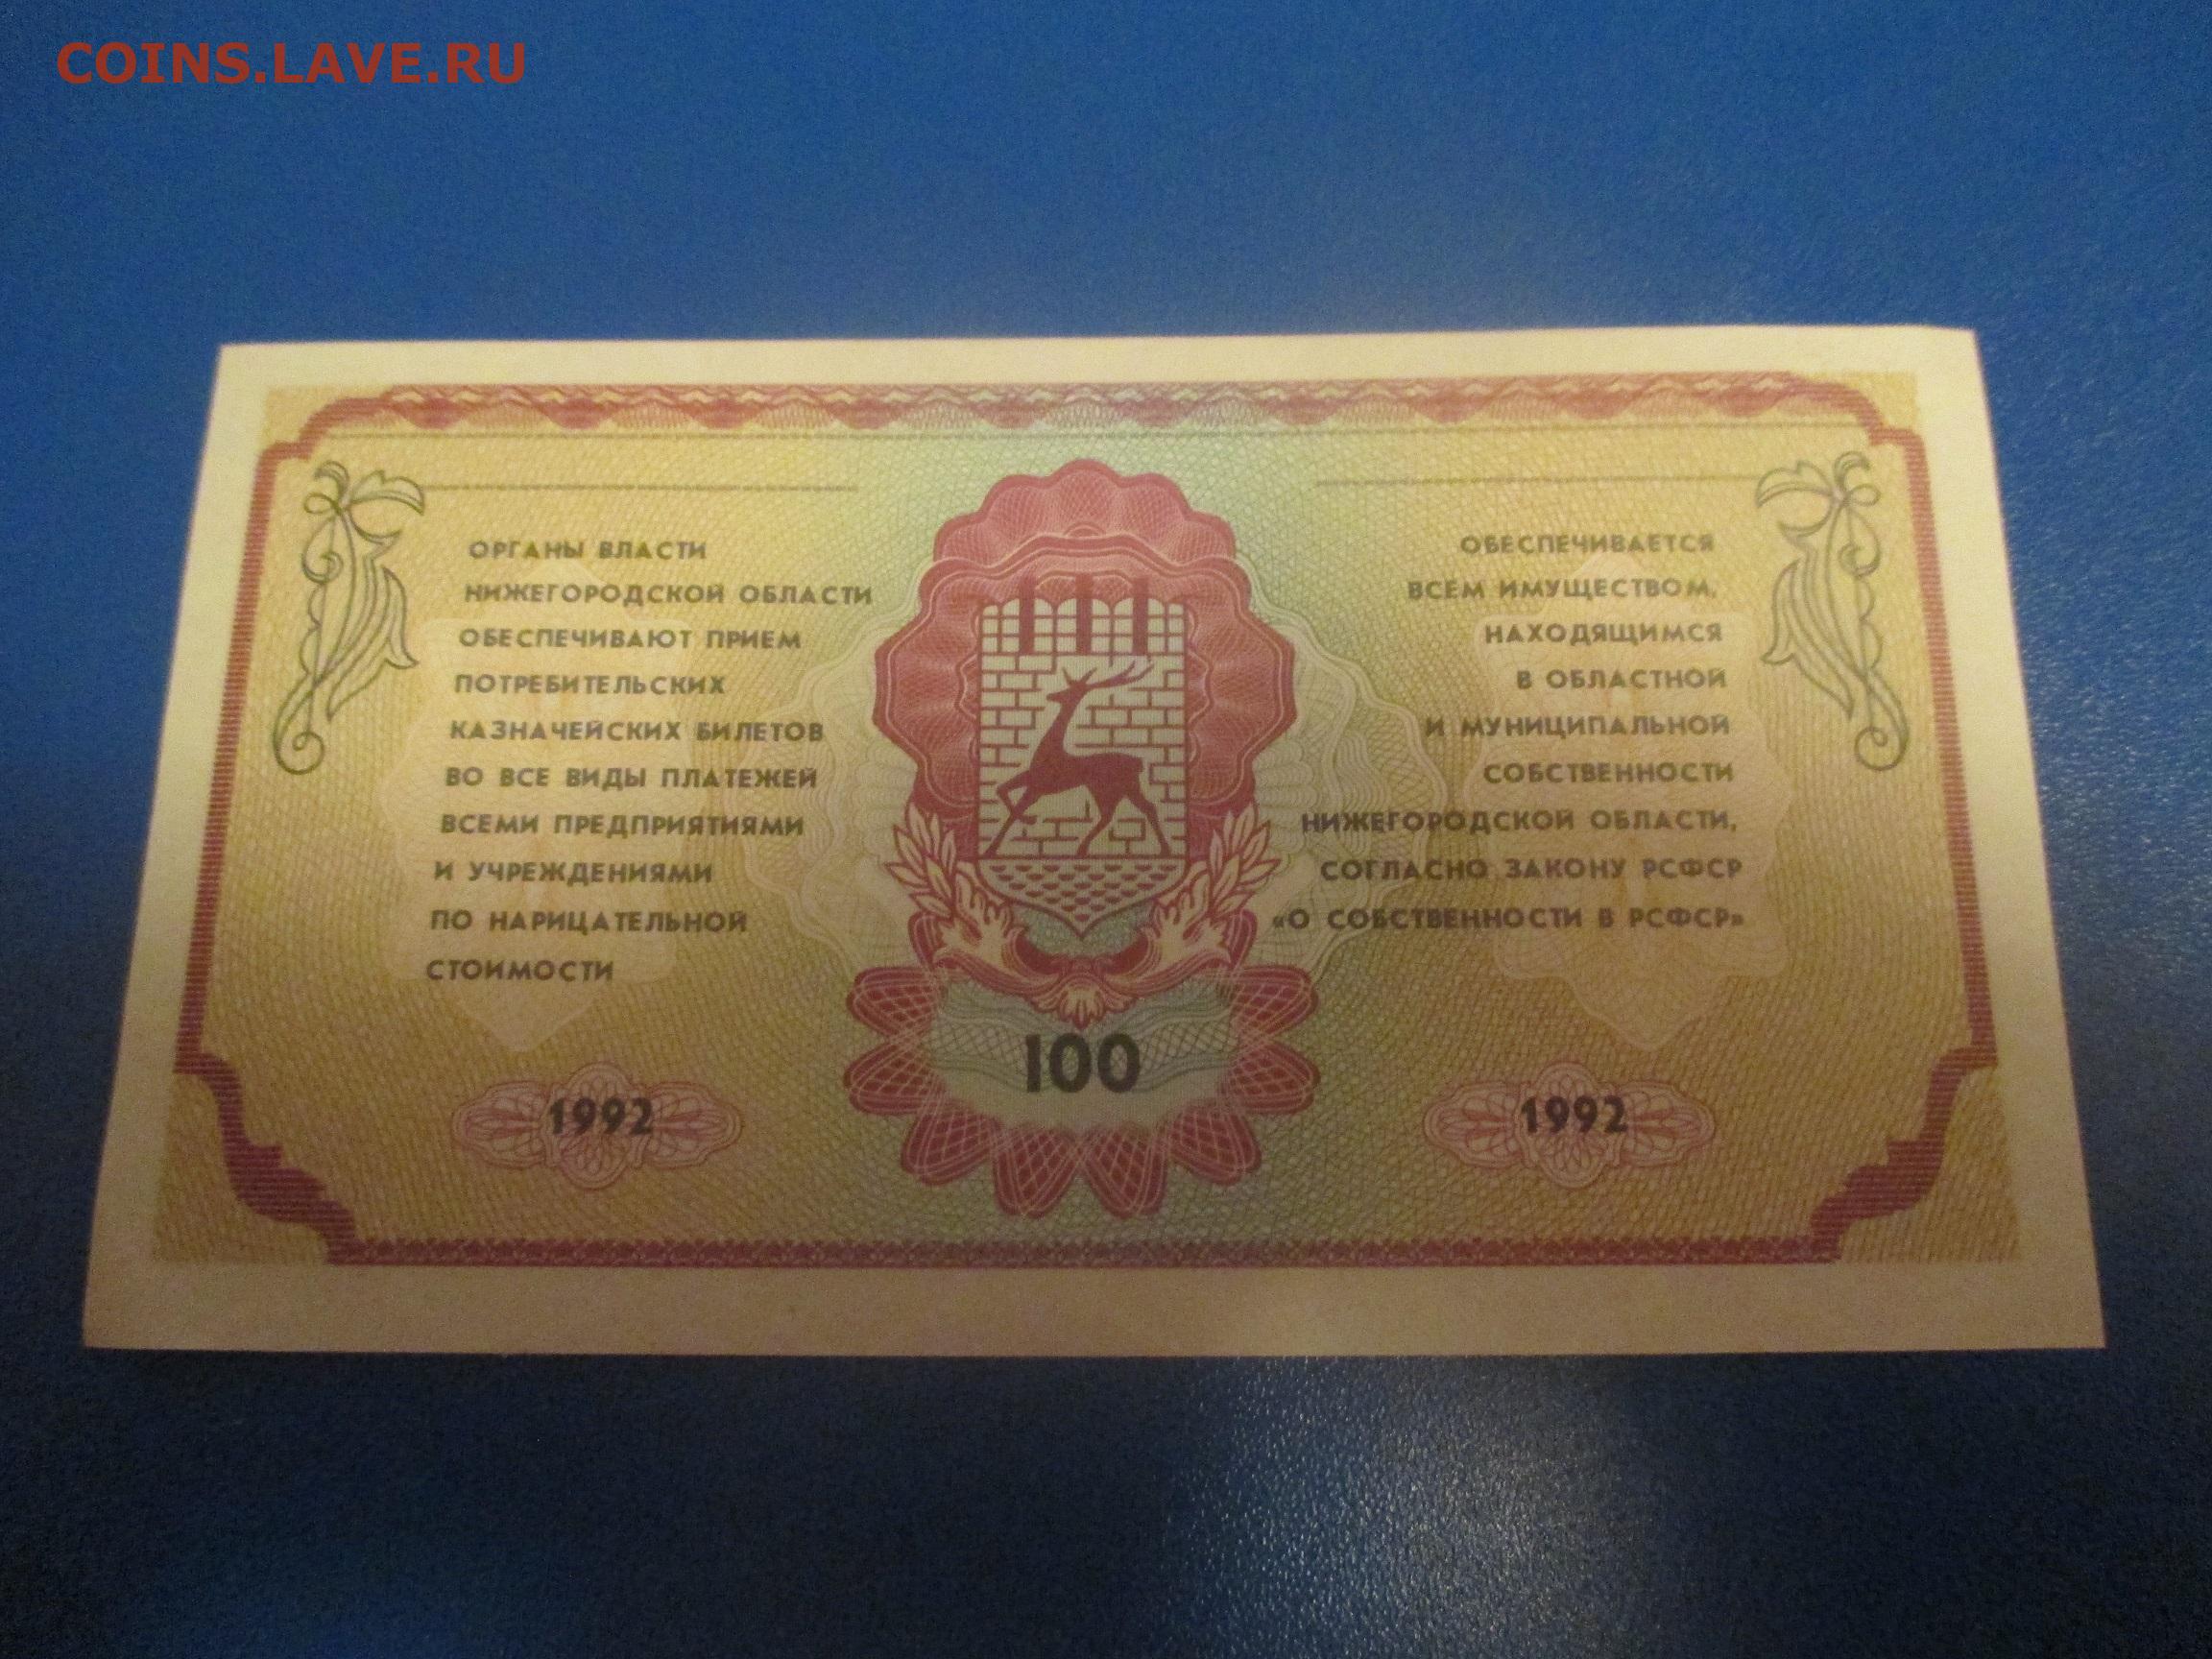 COINS.LAVE.RU
ОРГАНЫ ВЛАСТИ
НИЖЕГОРОДСКОЙ ОБЛАСТИ
ОБЕСПЕЧИВАЮТ ПРИЕМ
ПОТРЕБИТЕЛЬСКИХ
КАЗНАЧЕЙСКИХ БИЛЕТОВ
ВО ВСЕ ВИДЫ ПЛАТЕЖЕЙ
ВСЕМИ ПРЕДПРИЯТИЯМИ
И УЧРЕЖДЕНИЯМИ
ПО НАРИЦАТЕЛЬНОЙ
СТОИМОСТИ
ОБЕСПЕЧИВАЕТСЯ
ВСЕМ ИМУЩЕСТВОМ,
НАХОДЯЩИМСЯ
В ОБЛАСТНОЙ
И МУНИЦИПАЛЬНОЙ
СОБСТВЕННОСТИ
НИЖЕГОРОДСКОЙ ОБЛАСТИ,
СОГЛАСНО ЗАКОНУ РСФСР
«О СОБСТВЕННОСТИ В РСФСР»
100
1992
1992